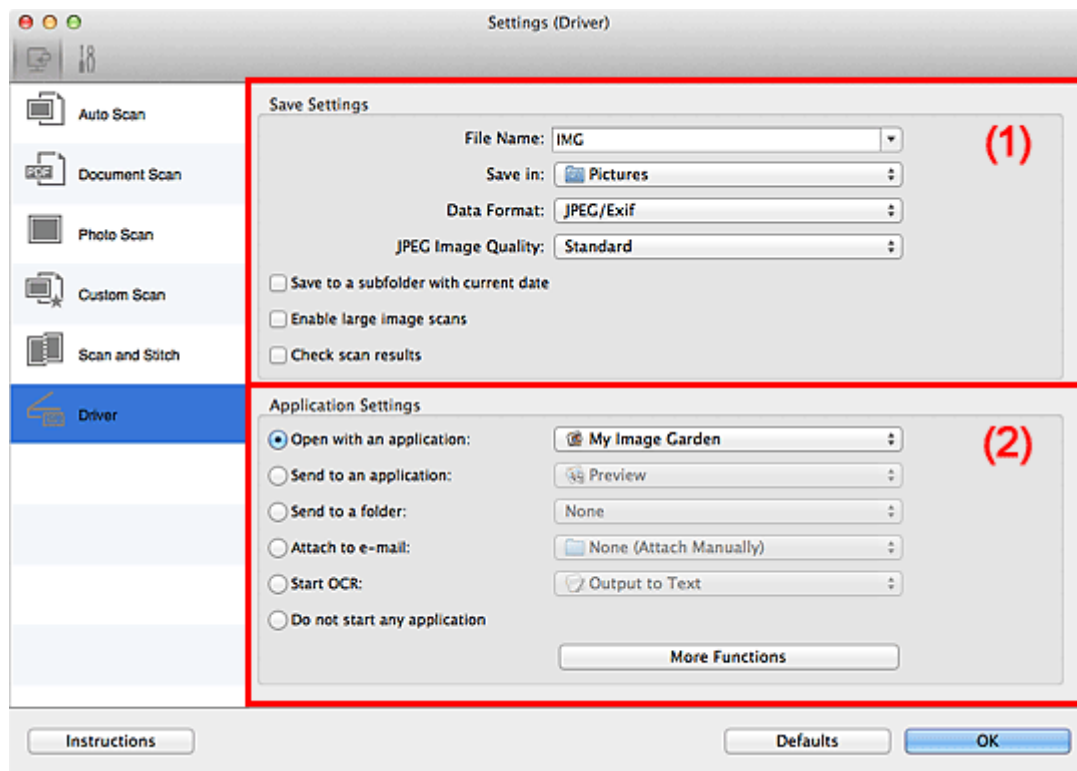 Settings (Driver)
Auto Scan
Document Scan
Photo Scan
Custom Scan
Scan and Stitch
Driver
Save Settings
(1)
File Name: IMG
Save in: Pictures
Data Format: JPEG/Exif
JPEG Image Quality: Standard
Save to a subfolder with current date
Enable large image scans
Check scan results
Application Settings
(2)
Open with an application: My Image Garden
Send to an application: Preview
Send to a folder: None
Attach to e-mail: None (Attach Manually)
Start OCR: Output to Text
Do not start any application
More Functions
Instructions
Defaults
OK